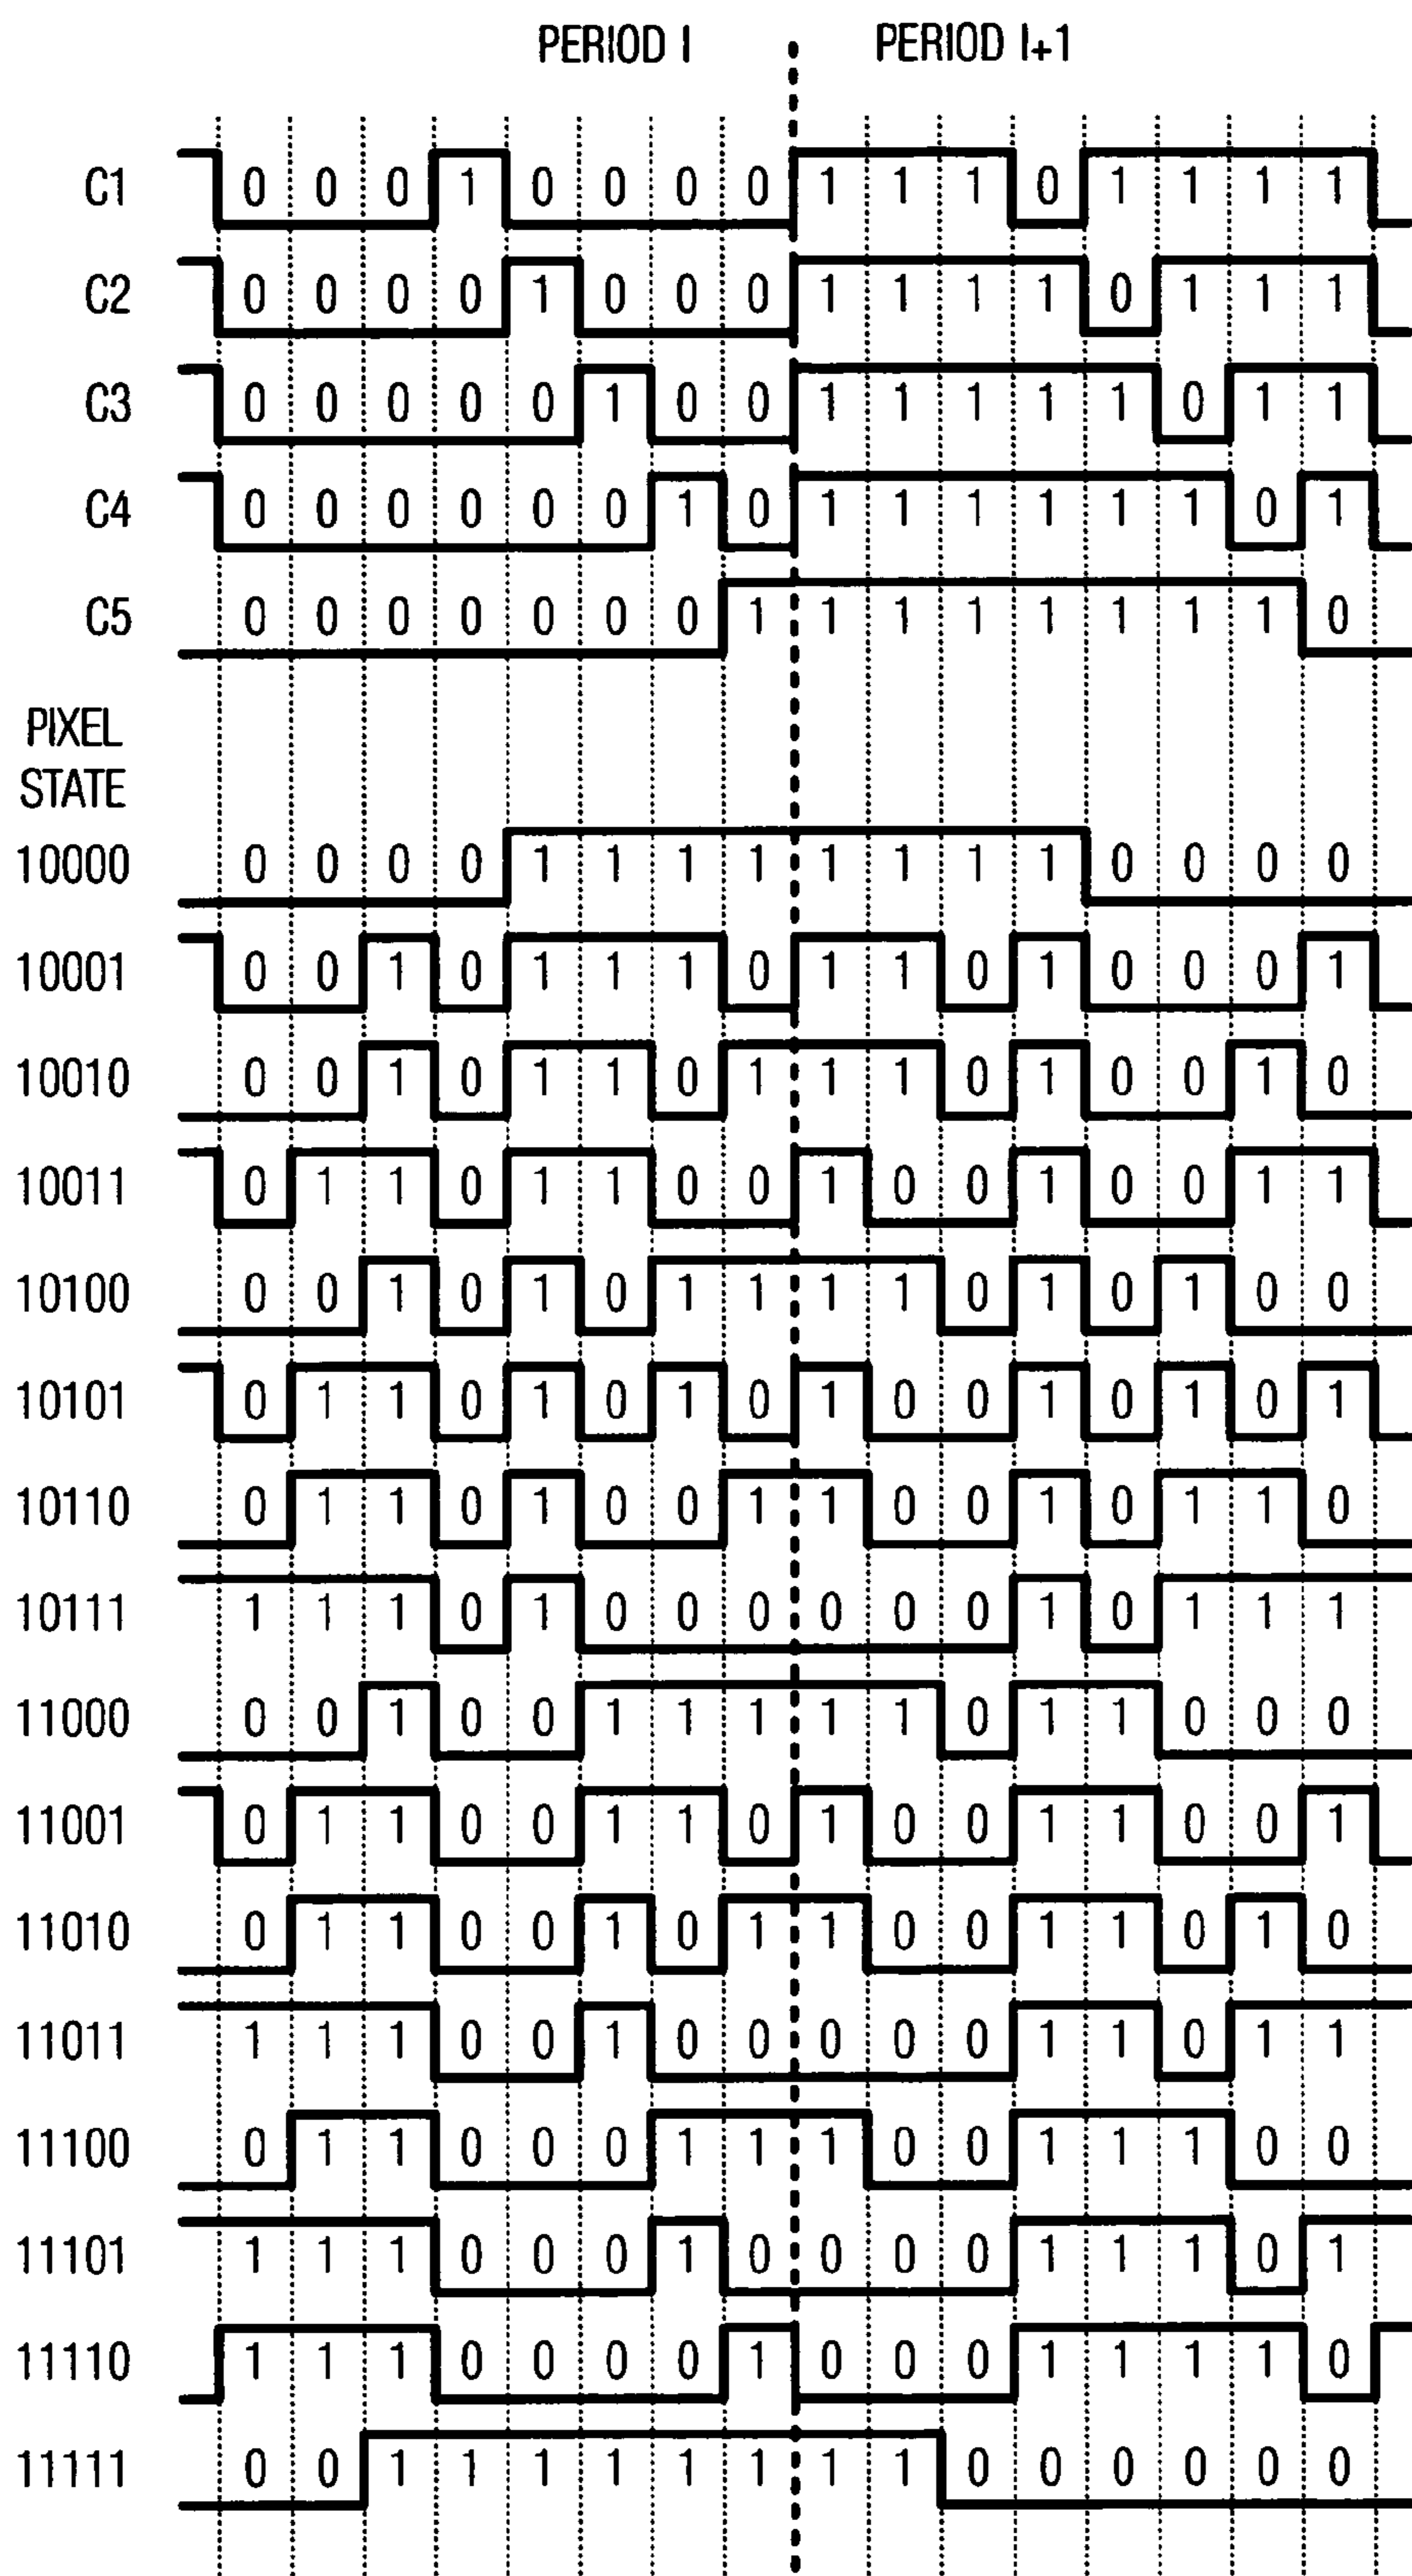 PERIOD I PERIOD I+1
C1 0 0 0 1 0 0 0 0 1 1 1 0 1 1 1 1
C2 0 0 0 0 1 0 0 0 1 1 1 1 0 1 1 1
C3 0 0 0 0 0 1 0 0 1 1 1 1 1 0 1 1
C4 0 0 0 0 0 0 1 0 1 1 1 1 1 1 0 1
C5 0 0 0 0 0 0 0 1 1 1 1 1 1 1 1 0
PIXEL
STATE
10000 0 0 0 0 1 1 1 1 1 1 1 1 0 0 0 0
10001 0 0 1 0 1 1 1 0 1 1 0 1 0 0 0 1
10010 0 0 1 0 1 1 0 1 1 1 0 1 0 0 1 0
10011 0 1 1 0 1 1 0 0 1 0 0 1 0 0 1 1
10100 0 0 1 0 1 0 1 1 1 1 0 1 0 1 0 0
10101 0 1 1 0 1 0 1 0 1 0 0 1 0 1 0 1
10110 0 1 1 0 1 0 0 1 1 0 0 1 0 1 1 0
10111 1 1 1 0 1 0 0 0 0 0 0 1 0 1 1 1
11000 0 0 1 0 0 1 1 1 1 1 0 1 1 0 0 0
11001 0 1 1 0 0 1 1 0 1 0 0 1 1 0 0 1
11010 0 1 1 0 0 1 0 1 1 0 0 1 1 0 1 0
11011 1 1 1 0 0 1 0 0 0 0 0 1 1 0 1 1
11100 0 1 1 0 0 0 1 1 1 0 0 1 1 1 0 0
11101 1 1 1 0 0 0 1 0 0 0 0 1 1 1 0 1
11110 1 1 1 0 0 0 0 1 0 0 0 1 1 1 1 0
11111 0 0 1 1 1 1 1 1 1 1 0 0 0 0 0 0